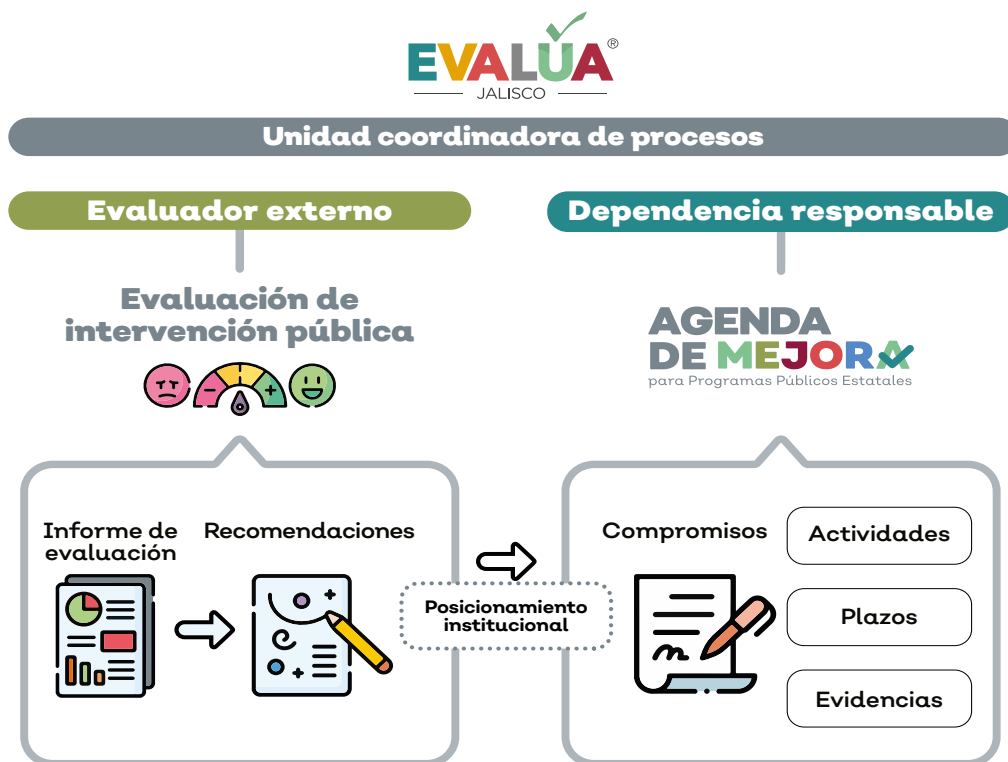 EVALÚA®
JALISCO
Unidad coordinadora de procesos
Evaluador externo
Evaluación de
intervención pública
Informe de
evaluación
Recomendaciones
Posicionamiento
institucional
Dependencia responsable
AGENDA
DE MEJORA
para Programas Públicos Estatales
Compromisos
Actividades
Plazos
Evidencias